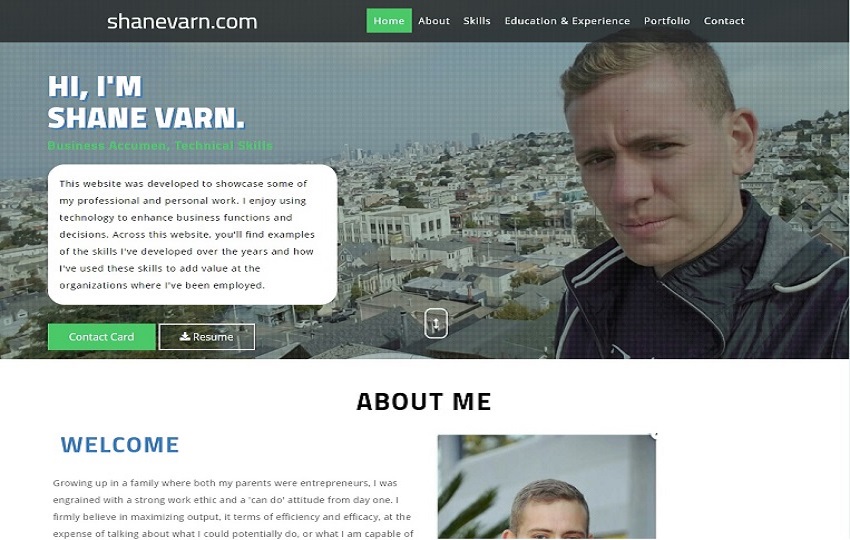 shanevarn.com
Home About Skills Education & Experience Portfolio Contact
HI, I'M
SHANE VARN.
Business Accumen, Technical Skills
This website was developed to showcase some of
my professional and personal work. I enjoy using
technology to enhance business functions and
decisions. Across this website, you'll find examples
of the skills I've developed over the years and how
I've used these skills to add value at the
organizations where I've been employed.
Contact Card Resume
ABOUT ME
WELCOME
Growing up in a family where both my parents were entrepreneurs, I was
engrained with a strong work ethic and a 'can do' attitude from day one. I
firmly believe in maximizing output, it terms of efficiency and efficacy, at the
expense of talking about what I could potentially do, or what I am capable of